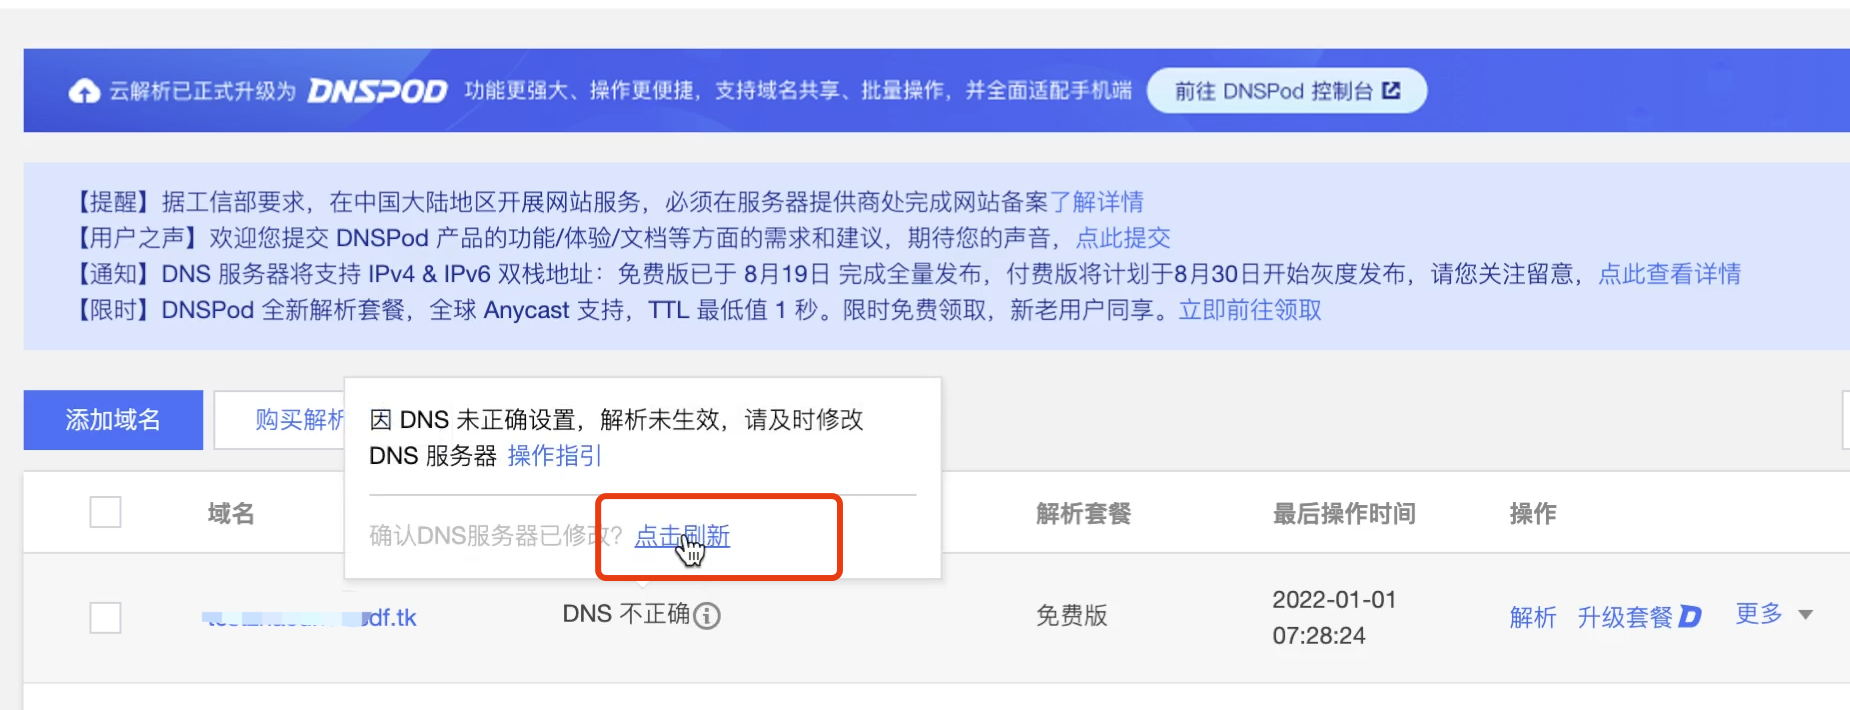 云解析已正式升级为 DNSPOD 功能更强大、操作更便捷，支持域名共享、批量操作，并全面适配手机端 前往 DNSPod 控制台
【提醒】据工信部要求，在中国大陆地区开展网站服务，必须在服务器提供商处完成网站备案了解详情
【用户之声】欢迎您提交 DNSPod 产品的功能/体验/文档等方面的需求和建议，期待您的声音，点此提交
【通知】DNS 服务器将支持 IPv4 & IPv6 双栈地址：免费版已于 8月19日 完成全量发布，付费版将计划于8月30日开始灰度发布，请您关注留意，点此查看详情
【限时】DNSPod 全新解析套餐，全球 Anycast 支持，TTL 最低值 1 秒。限时免费领取，新老用户同享。立即前往领取
添加域名 购买解析
因 DNS 未正确设置，解析未生效，请及时修改
DNS 服务器 操作指引
确认DNS服务器已修改？ 点击刷新
域名 解析套餐 最后操作时间 操作
df.tk DNS 不正确 免费版 2022-01-01
07:28:24 解析 升级套餐 更多